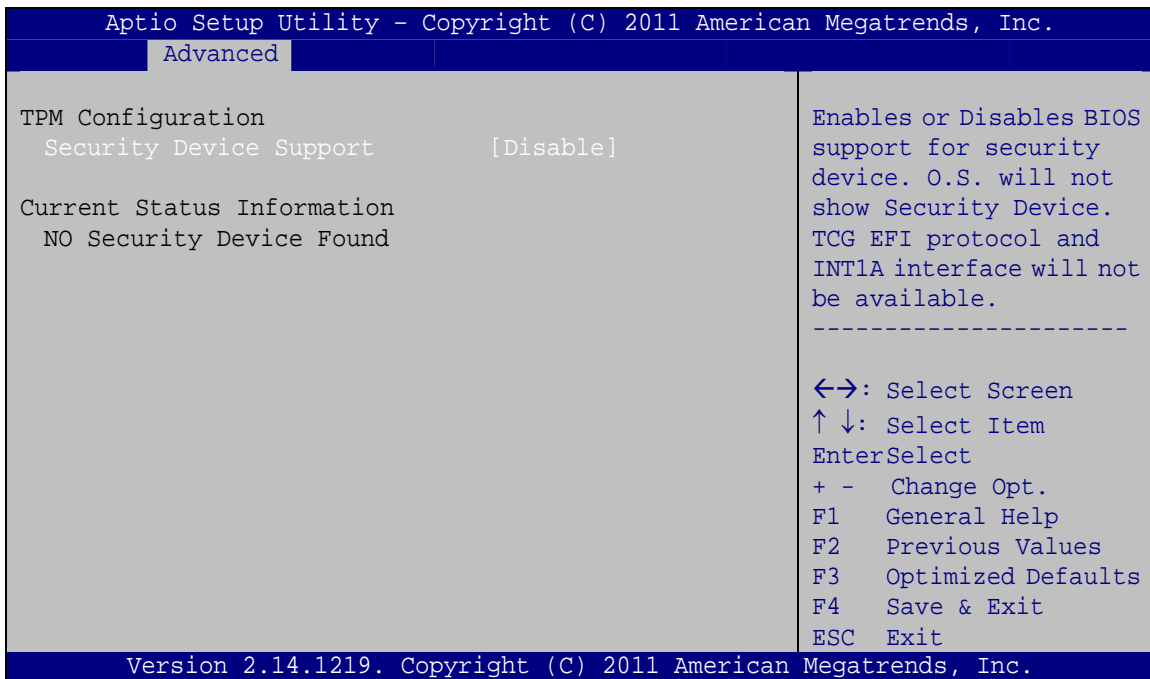 Aptio Setup Utility – Copyright (C) 2011 American Megatrends, Inc.
Advanced
TPM Configuration
Security Device Support [Disable]
Current Status Information
NO Security Device Found
Enables or Disables BIOS
support for security
device. O.S. will not
show Security Device.
TCG EFI protocol and
INT1A interface will not
be available.
----------------------
←→: Select Screen
↑ ↓: Select Item
EnterSelect
+ - Change Opt.
F1 General Help
F2 Previous Values
F3 Optimized Defaults
F4 Save & Exit
ESC Exit
Version 2.14.1219. Copyright (C) 2011 American Megatrends, Inc.